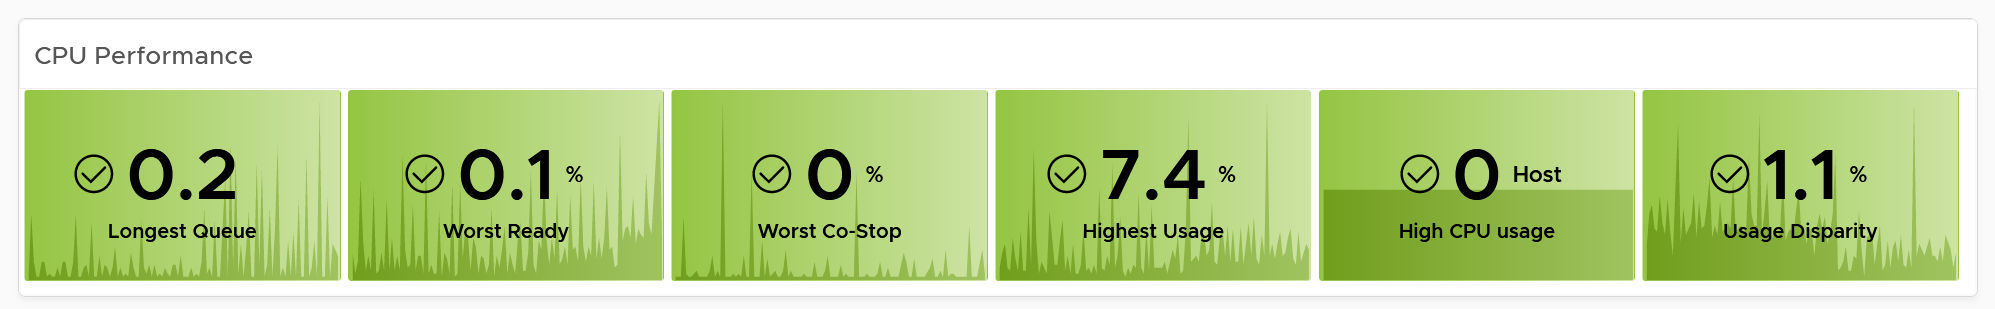 CPU Performance
0.2
Longest Queue
0.1 %
Worst Ready
0 %
Worst Co-Stop
7.4 %
Highest Usage
0 Host
High CPU usage
1.1 %
Usage Disparity